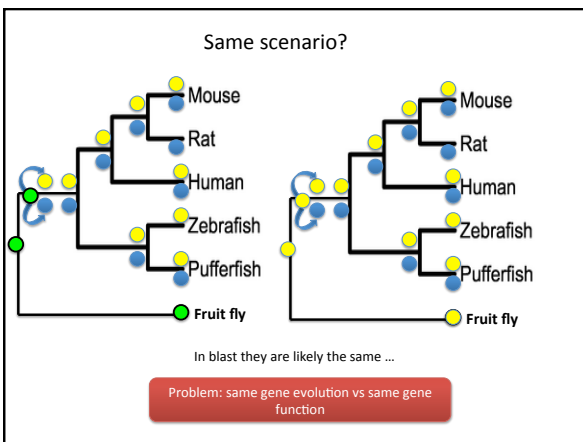 Same scenario?
Mouse
Rat
Human
Zebrafish
Pufferfish
Fruit fly
Mouse
Rat
Human
Zebrafish
Pufferfish
Fruit fly
In blast they are likely the same …
Problem: same gene evolution vs same gene
function